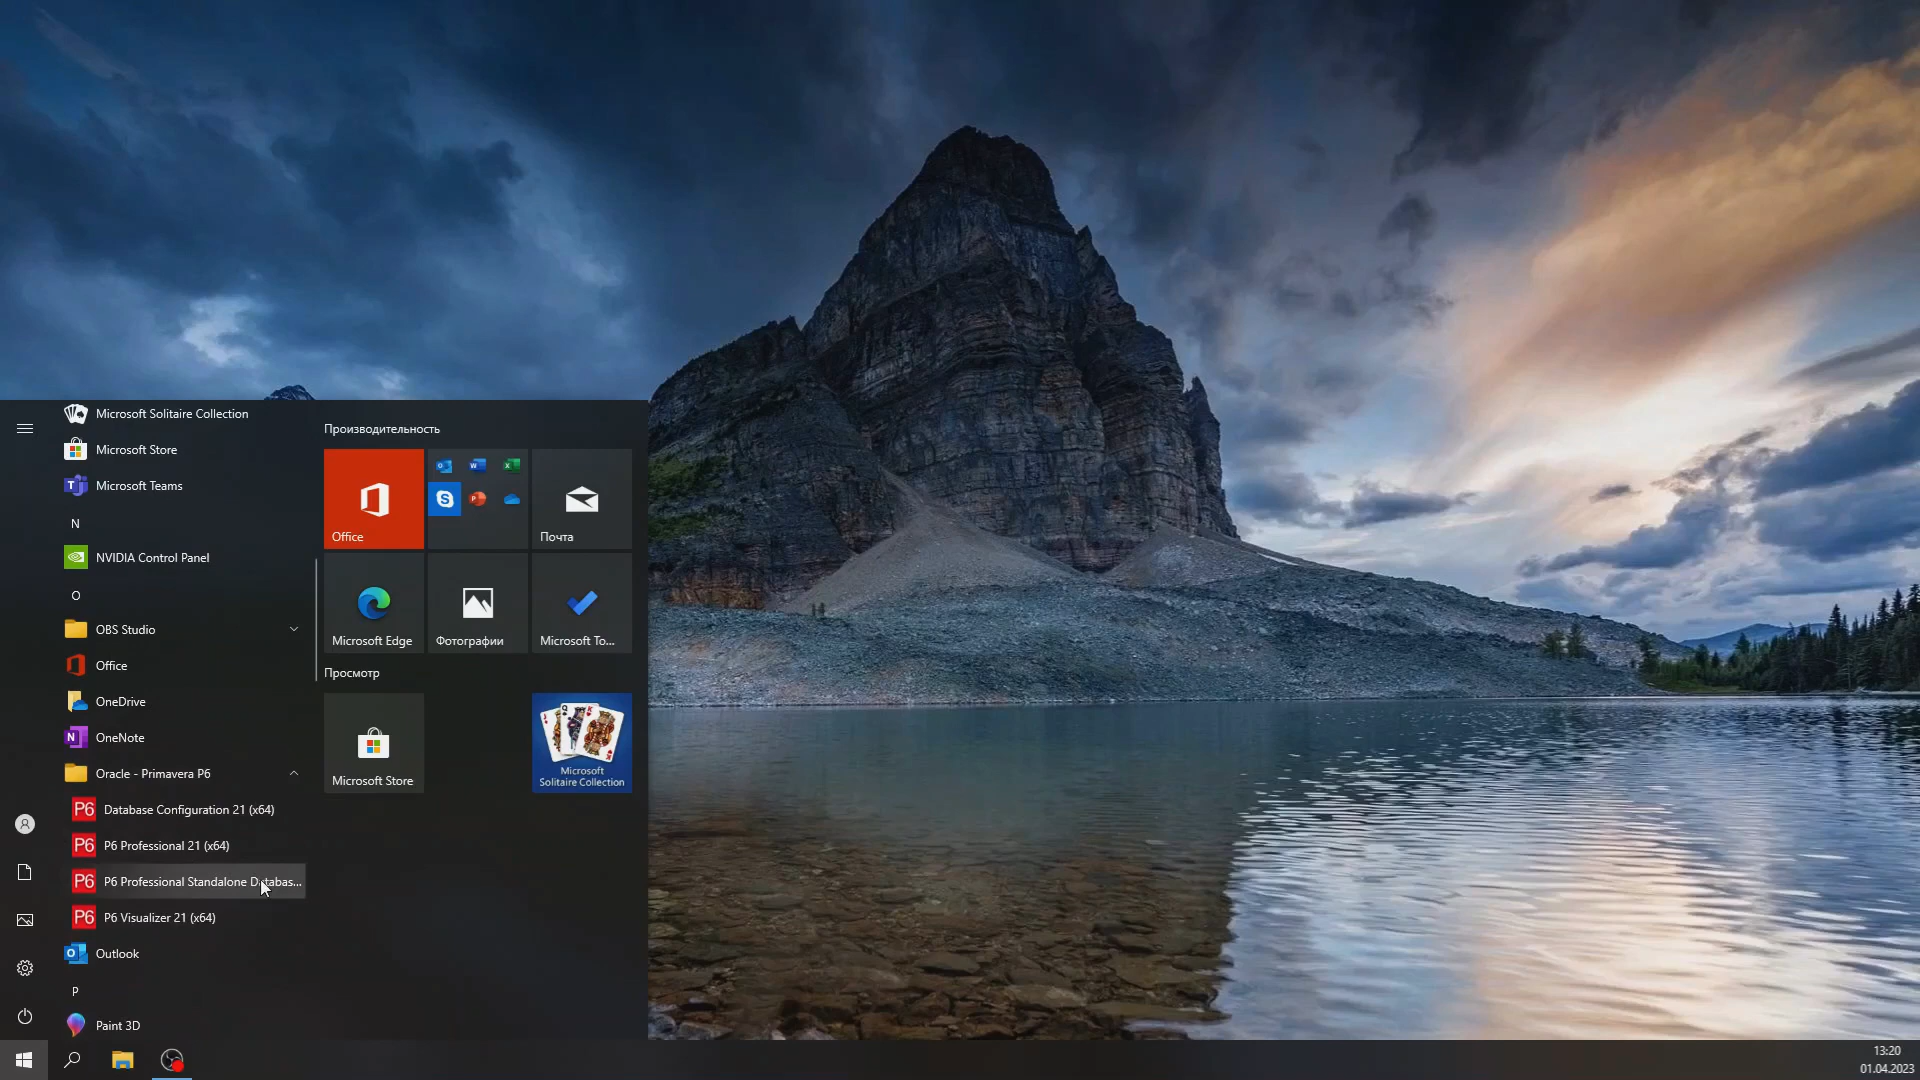 Microsoft Solitaire Collection
Microsoft Store
Microsoft Teams
N
NVIDIA Control Panel
O
OBS Studio
Office
OneDrive
OneNote
Oracle - Primavera P6
P6 Database Configuration 21 (x64)
P6 P6 Professional 21 (x64)
P6 P6 Professional Standalone Databas...
P6 P6 Visualizer 21 (x64)
Outlook
P
Paint 3D
Производительность
Office
Почта
Microsoft Edge
Фотографии
Microsoft To...
Просмотр
Microsoft Store
Microsoft
Solitaire Collection
13:20
01.04.2023